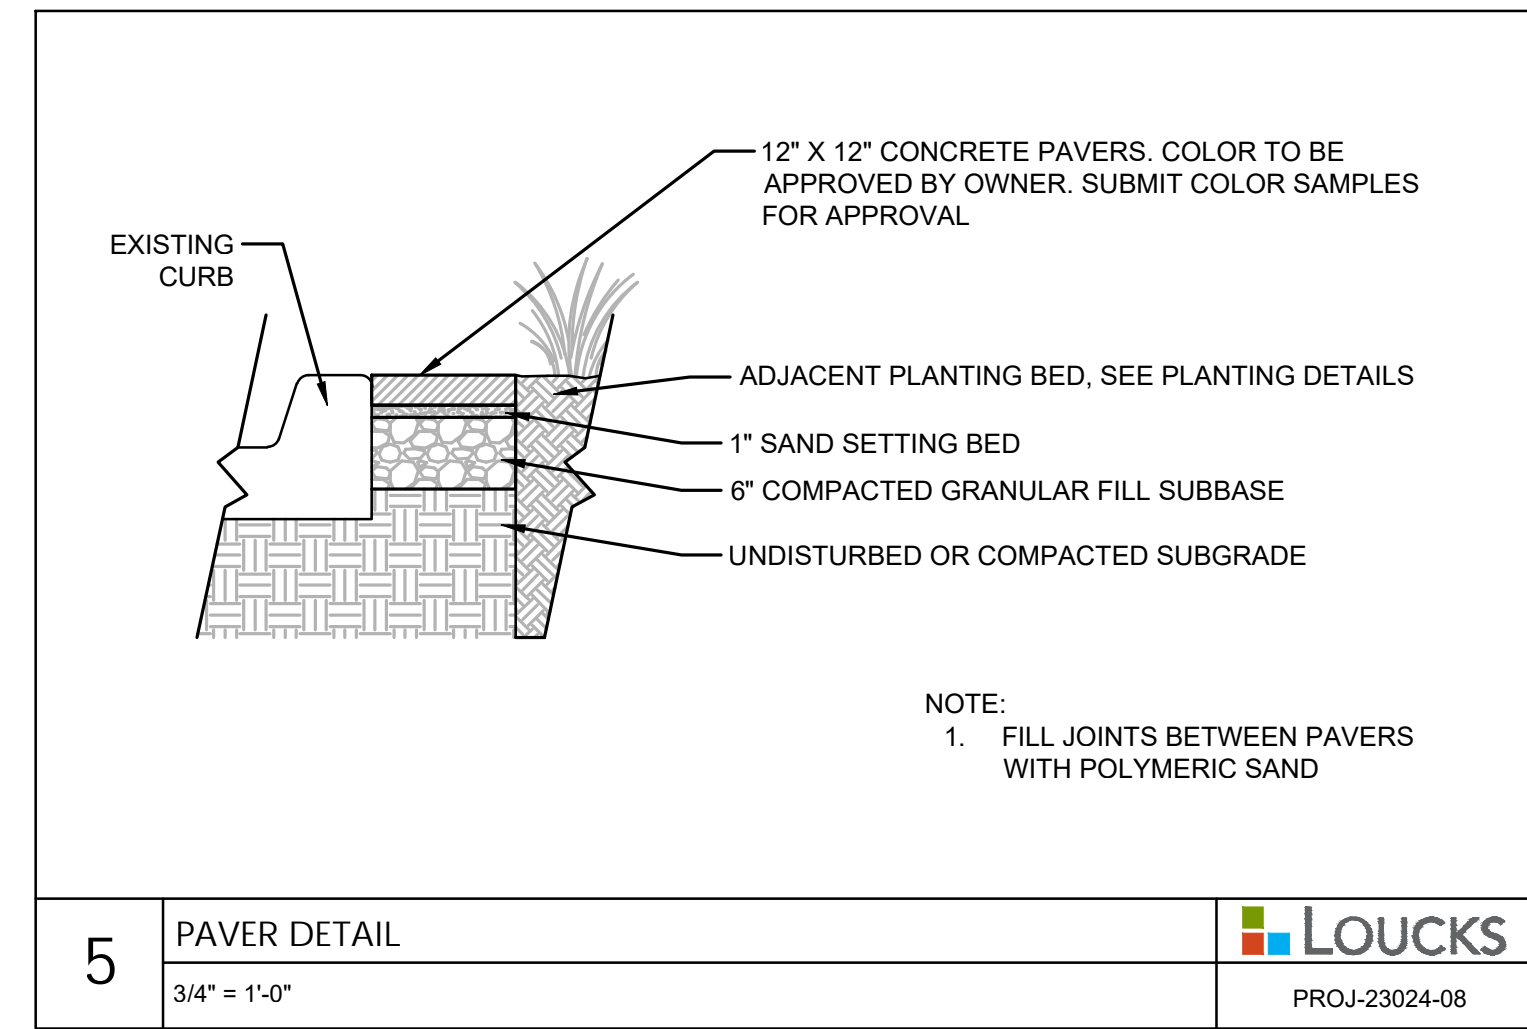 12" X 12" CONCRETE PAVERS. COLOR TO BE
APPROVED BY OWNER. SUBMIT COLOR SAMPLES
FOR APPROVAL
EXISTING
CURB
ADJACENT PLANTING BED, SEE PLANTING DETAILS
1" SAND SETTING BED
6" COMPACTED GRANULAR FILL SUBBASE
UNDISTURBED OR COMPACTED SUBGRADE
NOTE:
1. FILL JOINTS BETWEEN PAVERS
WITH POLYMERIC SAND
5
PAVER DETAIL
3/4" = 1'-0"
LOUCKS
PROJ-23024-08